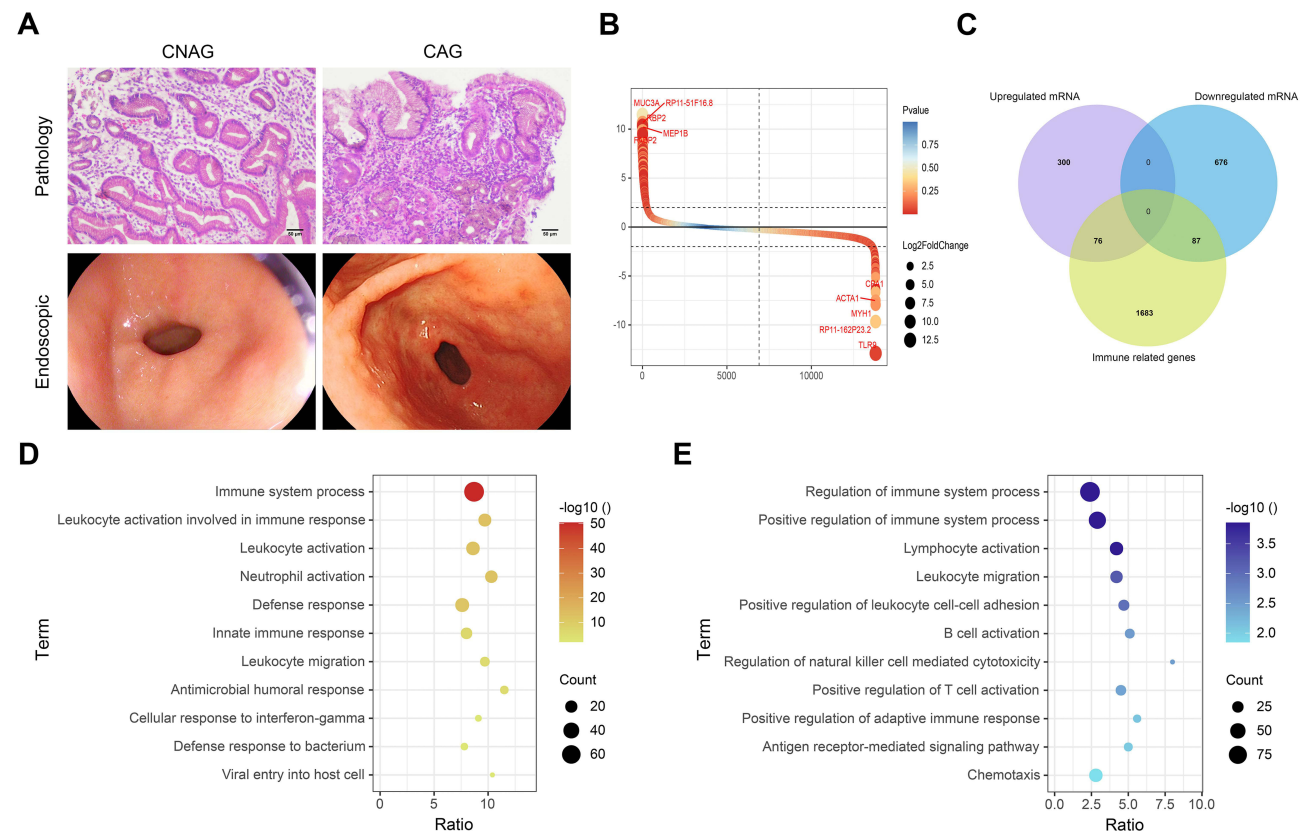 A
CNAG
CAG
Pathology
50 μm
50 μm
Endoscopic
B
MUC3A
RP11-51F16.8
RBP2
MEP1B
10
5
0
-5
-10
CPA1
ACTA1
MYH1
RP11-162P23.2
TLR9
0
5000
10000
Pvalue
0.75
0.50
0.25
Log2FoldChange
2.5
5.0
7.5
10.0
12.5
C
Upregulated mRNA
Downregulated mRNA
300
0
676
0
76
87
1683
Immune related genes
D
Term
Immune system process
Leukocyte activation involved in immune response
Leukocyte activation
Neutrophil activation
Defense response
Innate immune response
Leukocyte migration
Antimicrobial humoral response
Cellular response to interferon-gamma
Defense response to bacterium
Viral entry into host cell
0
5
10
Ratio
-log10 ()
50
40
30
20
10
Count
20
40
60
E
Term
Regulation of immune system process
Positive regulation of immune system process
Lymphocyte activation
Leukocyte migration
Positive regulation of leukocyte cell-cell adhesion
B cell activation
Regulation of natural killer cell mediated cytotoxicity
Positive regulation of T cell activation
Positive regulation of adaptive immune response
Antigen receptor-mediated signaling pathway
Chemotaxis
0.0
2.5
5.0
7.5
10.0
Ratio
-log10 ()
3.5
3.0
2.5
2.0
Count
25
50
75